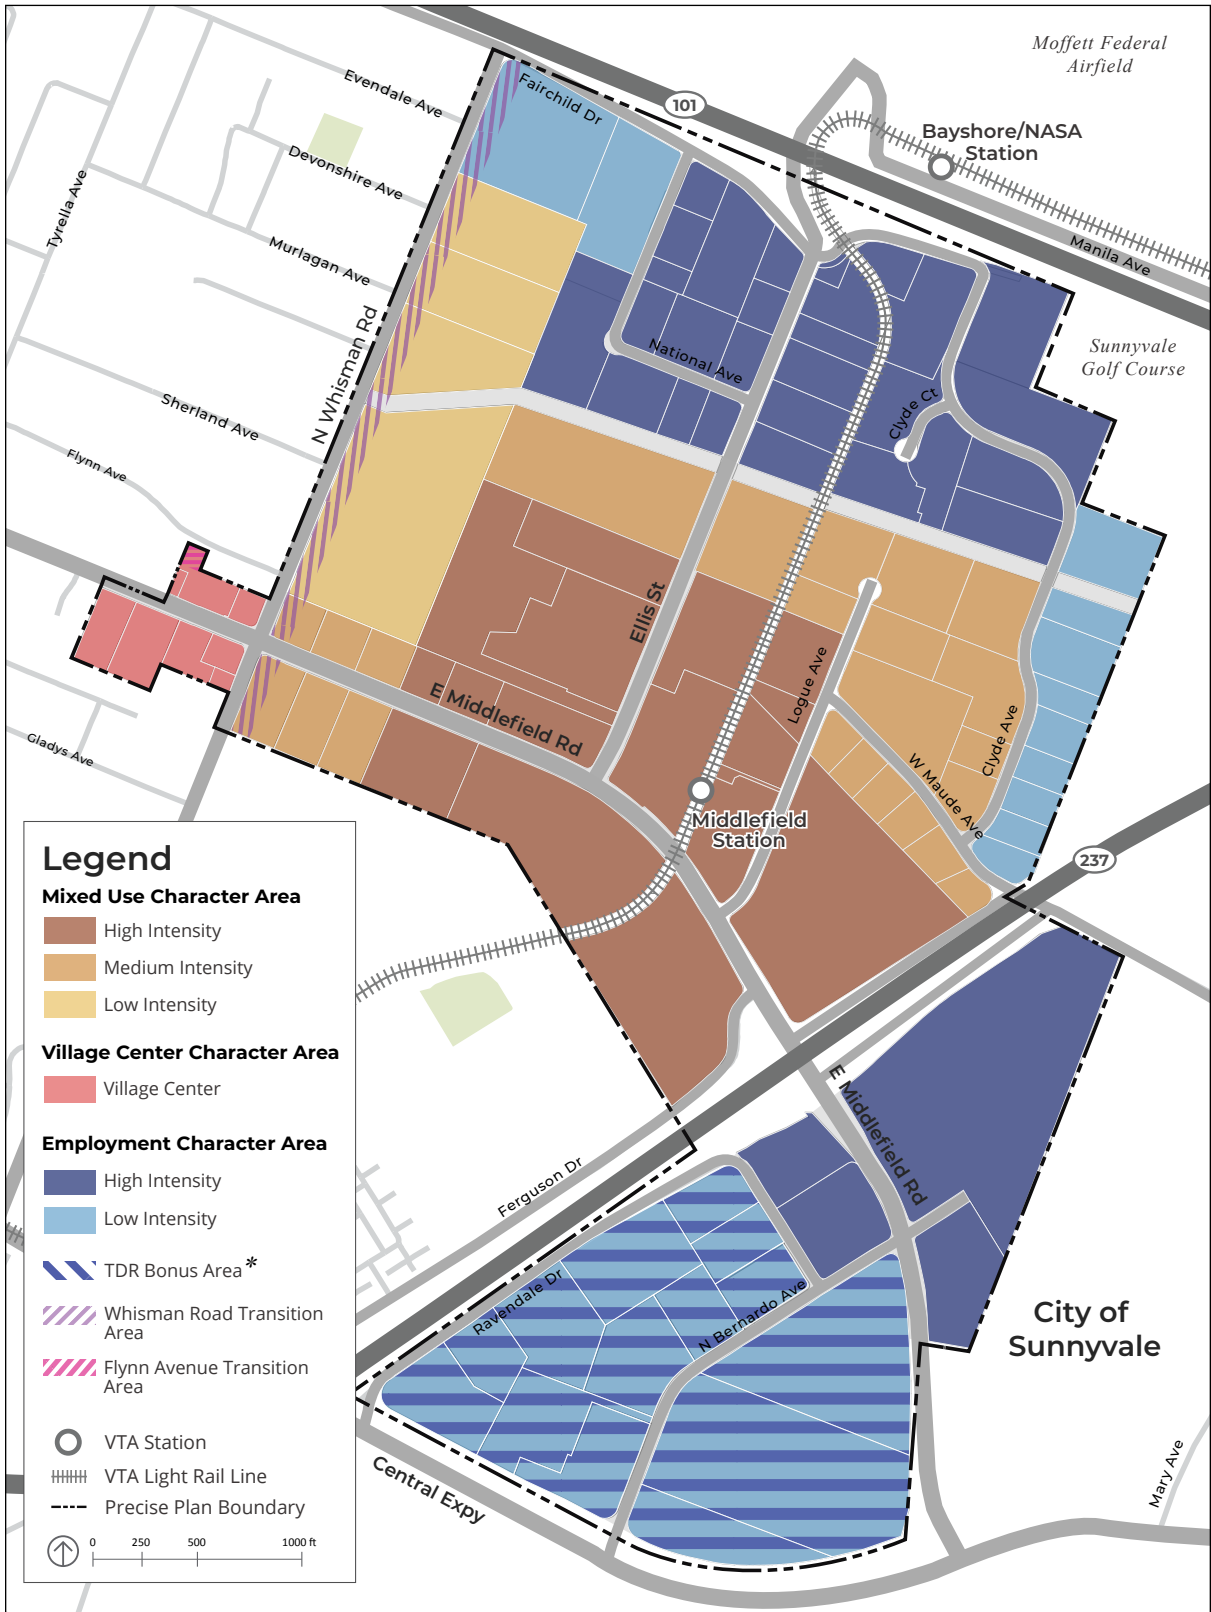 Moffett Federal
Airfield
Evendale Ave
Fairchild Dr
101
Bayshore/NASA
Station
Devonshire Ave
Tyrella Ave
Murlagan Ave
Manila Ave
N Whisman Rd
National Ave
Sunnyvale
Golf Course
Sherland Ave
Clyde Ct
Flynn Ave
Ellis St
Logue Ave
E Middlefield Rd
Clyde Ave
Gladys Ave
W Maude Ave
Middlefield
Station
237
Legend
Mixed Use Character Area
High Intensity
Medium Intensity
Low Intensity
Village Center Character Area
Village Center
Employment Character Area
High Intensity
Low Intensity
TDR Bonus Area*
Whisman Road Transition
Area
Flynn Avenue Transition
Area
VTA Station
VTA Light Rail Line
Precise Plan Boundary
0 250 500 1000 ft
E Middlefield Rd
Ferguson Dr
Ravendale Dr
N Bernardo Ave
City of
Sunnyvale
Central Expy
Mary Ave